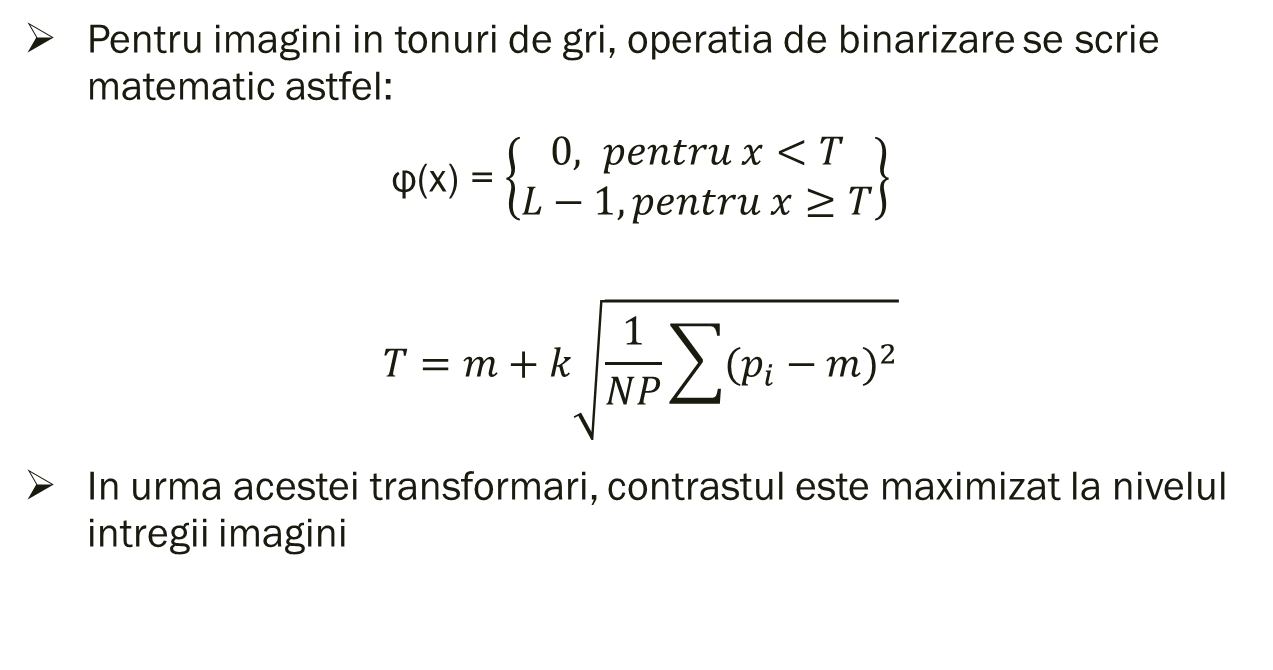 ➢ Pentru imagini in tonuri de gri, operatia de binarizare se scrie
matematic astfel:
φ(x) = { 0, pentru x < T
L − 1, pentru x ≥ T }
T = m + k √( 1/NP ∑(pᵢ − m)² )
➢ In urma acestei transformari, contrastul este maximizat la nivelul
intregii imagini